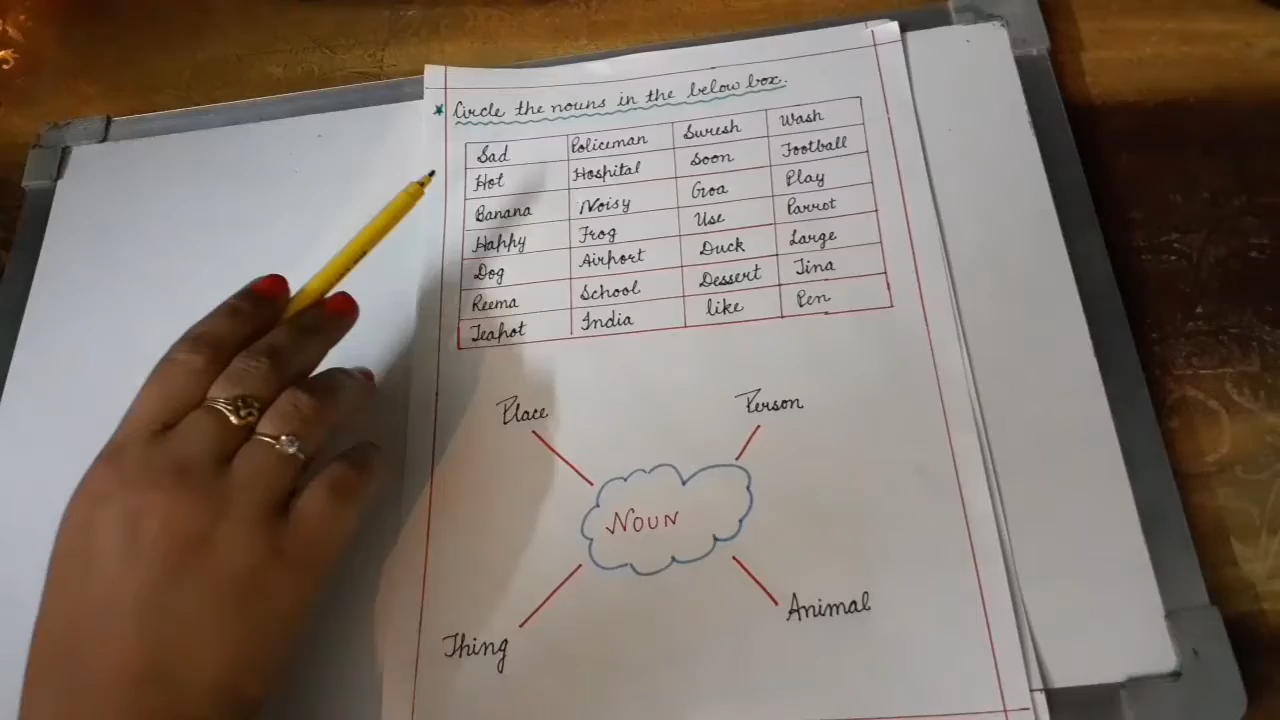 Circle the nouns in the below box.
Sad Policeman Suresh Wash
Hot Hospital Soon Football
Banana Noisy Goa Play
Happy Frog Use Parrot
Dog Airport Duck Large
Reema School Dessert Tina
Teapot India like Pen
Place Person
NOUN
Thing Animal